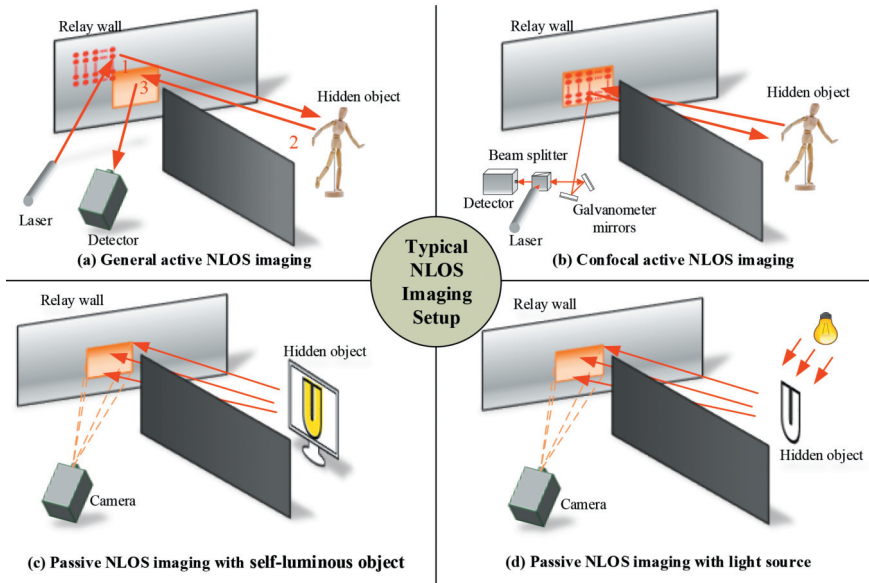 Relay wall
1
3
2
Hidden object
Laser
Detector
(a) General active NLOS imaging
Relay wall
Hidden object
Beam splitter
Detector
Galvanometer
mirrors
Laser
(b) Confocal active NLOS imaging
Typical
NLOS
Imaging
Setup
Relay wall
Hidden object
Camera
(c) Passive NLOS imaging with self-luminous object
Relay wall
Hidden object
Camera
(d) Passive NLOS imaging with light source